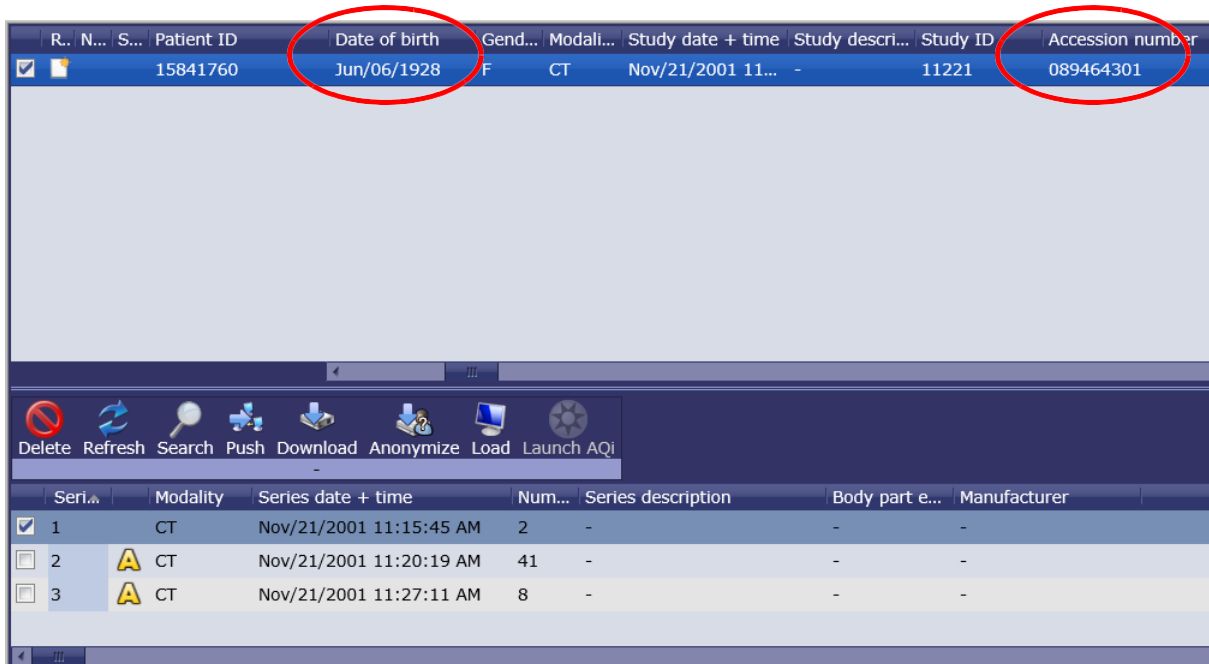 R.. N... S... Patient ID Date of birth Gend... Modali... Study date + time Study descri... Study ID Accession number
15841760 Jun/06/1928 F CT Nov/21/2001 11... - 11221 089464301
Delete Refresh Search Push Download Anonymize Load Launch AQi
-
Seri... Modality Series date + time Num... Series description Body part e... Manufacturer
1 CT Nov/21/2001 11:15:45 AM 2 - - -
2 A CT Nov/21/2001 11:20:19 AM 41 - - -
3 A CT Nov/21/2001 11:27:11 AM 8 - - -